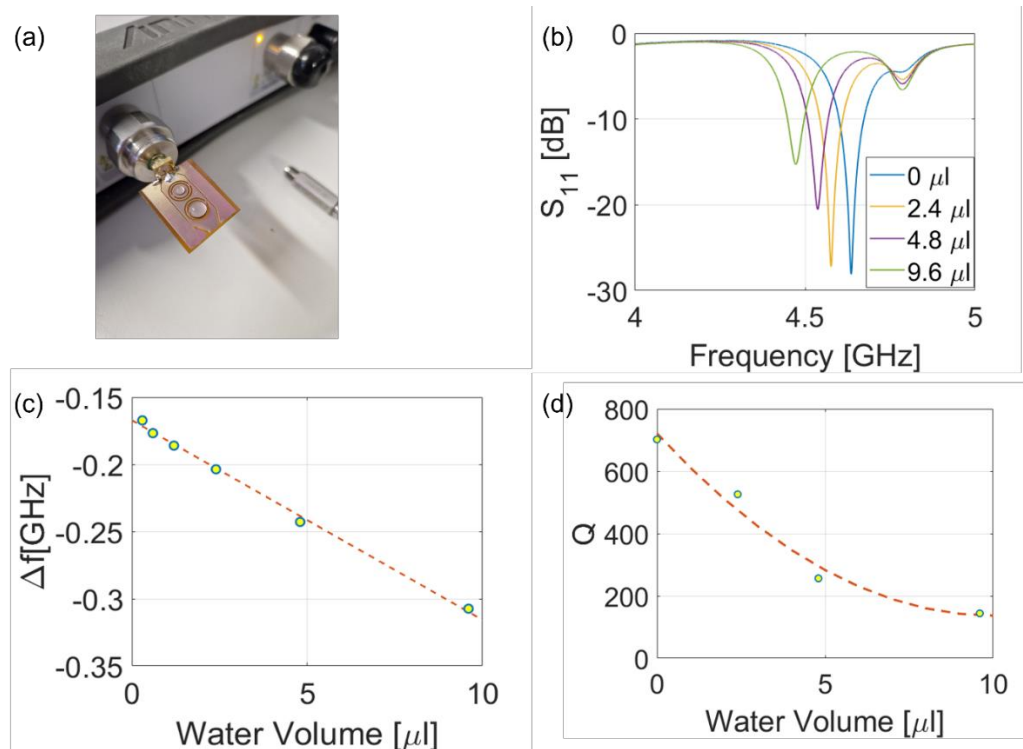 (a)
(b)
0
-10
-20
-30
S11 [dB]
0 μl
2.4 μl
4.8 μl
9.6 μl
4
4.5
5
Frequency [GHz]
(c)
-0.15
-0.2
-0.25
-0.3
-0.35
Δf[GHz]
0
5
10
Water Volume [μl]
(d)
800
600
400
200
0
Q
0
5
10
Water Volume [μl]